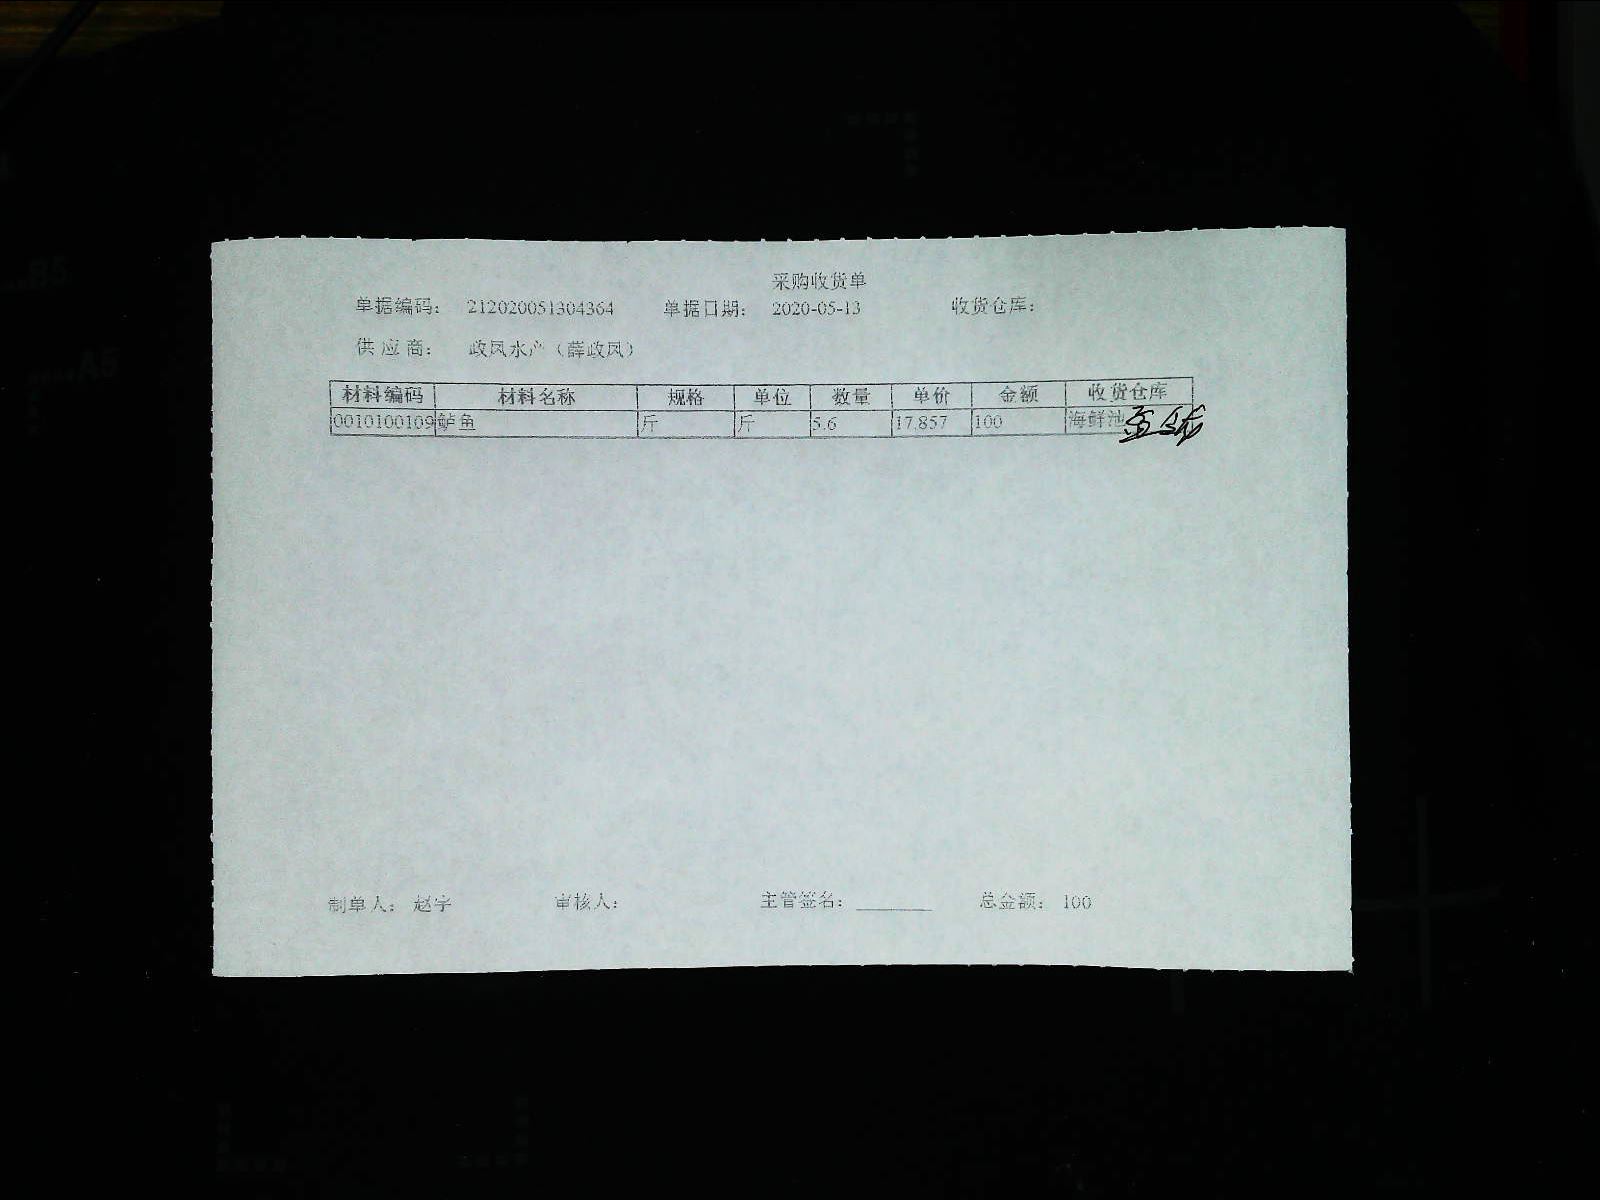 采购收货单
单据编码： 212020051304364 单据日期： 2020-05-13 收货仓库：
供 应 商： 政凤水产（薛政凤）
材料编码 材料名称 规格 单位 数量 单价 金额 收货仓库
0010100109 鲈鱼 斤 斤 5.6 17.857 100 海鲜池
制单人： 赵宇 审核人： 主管签名： 总金额： 100
B5
A5